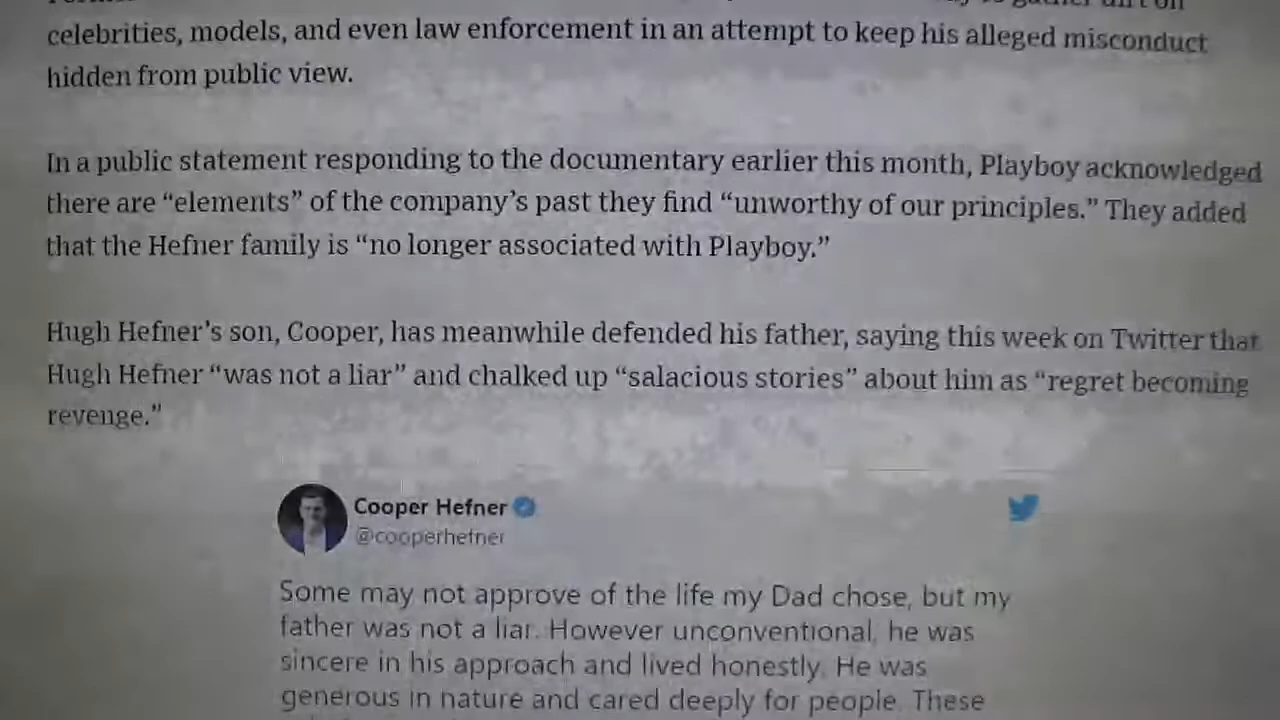 celebrities, models, and even law enforcement in an attempt to keep his alleged misconduct
hidden from public view.
In a public statement responding to the documentary earlier this month, Playboy acknowledged
there are “elements” of the company’s past they find “unworthy of our principles.” They added
that the Hefner family is “no longer associated with Playboy.”
Hugh Hefner’s son, Cooper, has meanwhile defended his father, saying this week on Twitter that
Hugh Hefner “was not a liar” and chalked up “salacious stories” about him as “regret becoming
revenge.”
Cooper Hefner
@cooperhefner
Some may not approve of the life my Dad chose, but my
father was not a liar. However unconventional, he was
sincere in his approach and lived honestly. He was
generous in nature and cared deeply for people. These